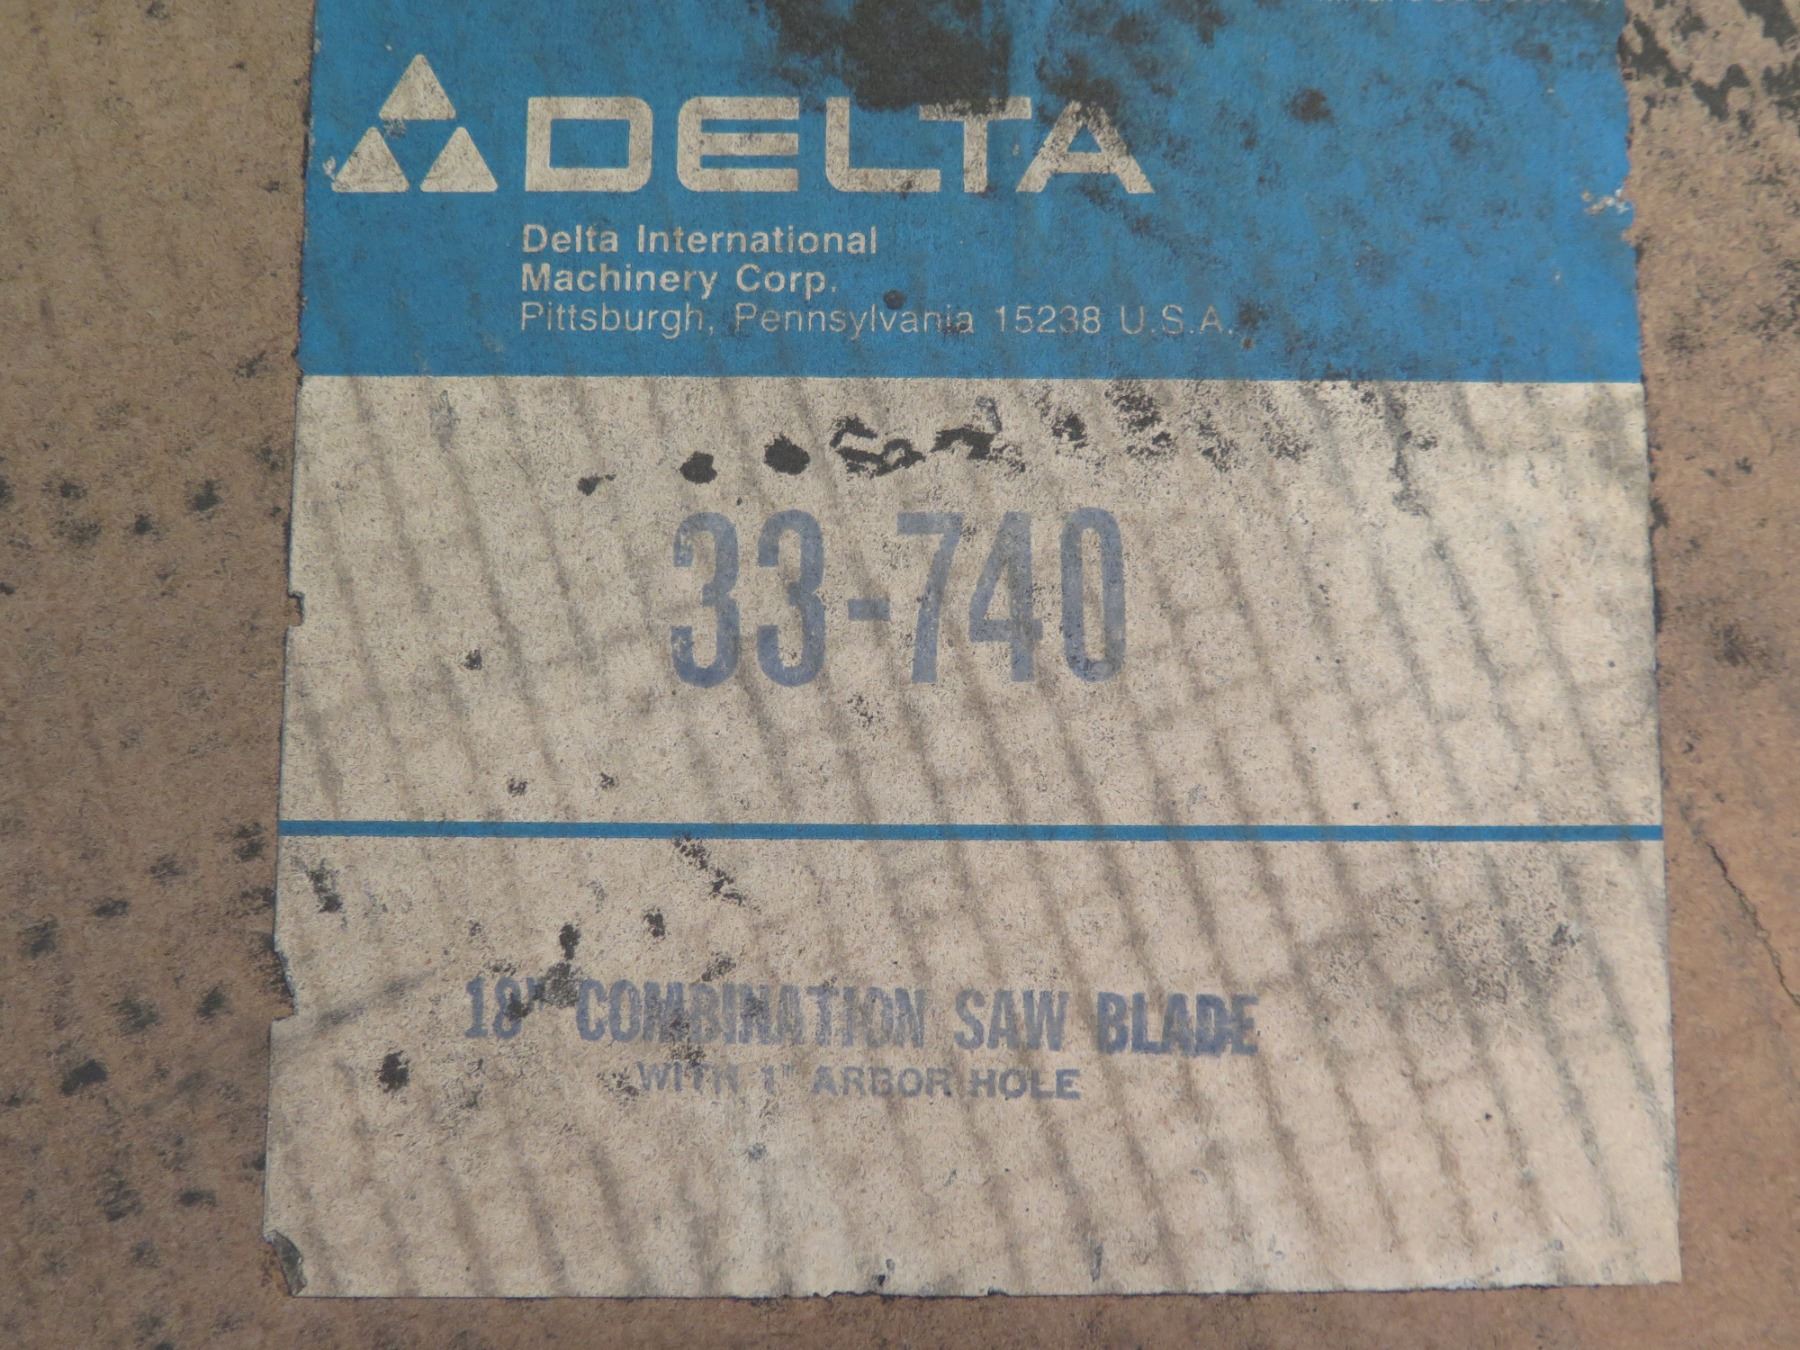 DELTA
Delta International
Machinery Corp.
Pittsburgh, Pennsylvania 15238 U.S.A.
33-740
18" COMBINATION SAW BLADE
WITH 1" ARBOR HOLE